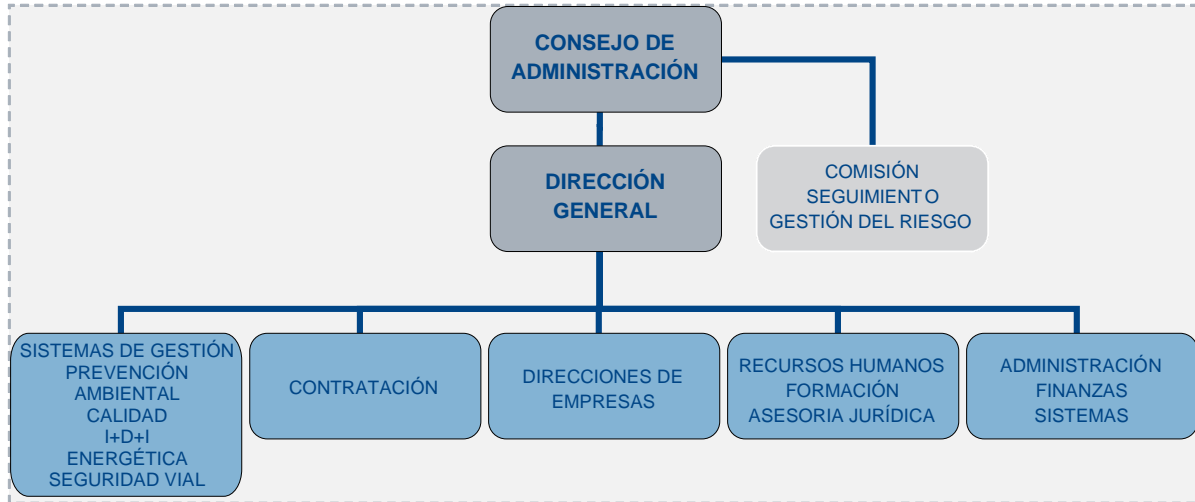 CONSEJO DE
ADMINISTRACIÓN
DIRECCIÓN
GENERAL
COMISIÓN
SEGUIMIENTO
GESTIÓN DEL RIESGO
SISTEMAS DE GESTIÓN
PREVENCIÓN
AMBIENTAL
CALIDAD
I+D+I
ENERGÉTICA
SEGURIDAD VIAL
CONTRATACIÓN
DIRECCIONES DE
EMPRESAS
RECURSOS HUMANOS
FORMACIÓN
ASESORIA JURÍDICA
ADMINISTRACIÓN
FINANZAS
SISTEMAS